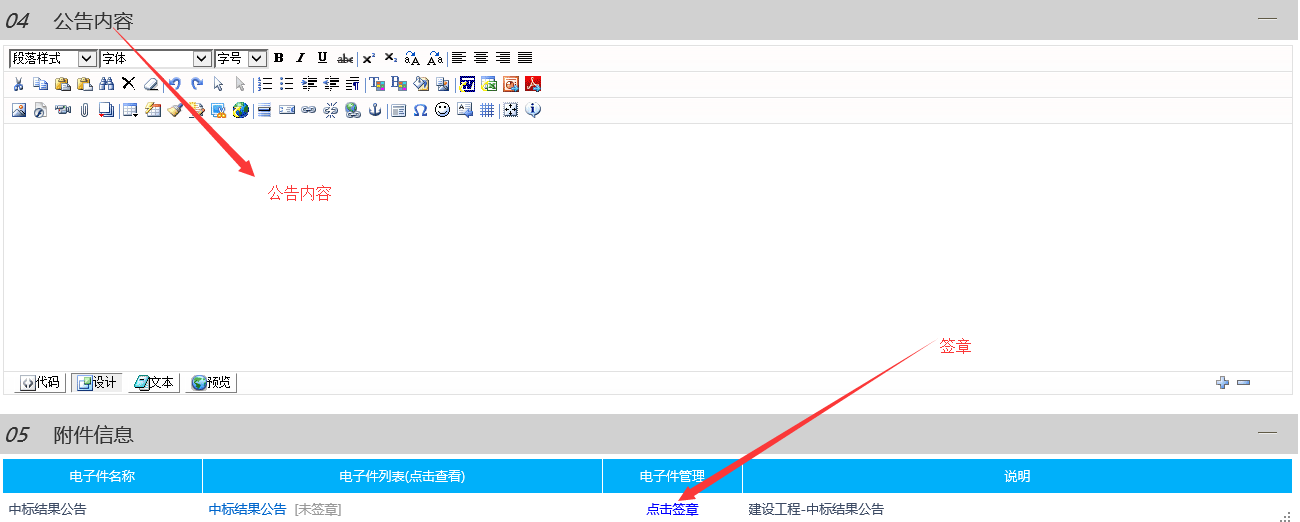 04 公告内容
段落样式 字体 字号 B I U abc
公告内容
签章
代码 设计 文本 预览
05 附件信息
电子件名称 电子件列表(点击查看) 电子件管理 说明
中标结果公告 中标结果公告 [未签章] 点击签章 建设工程-中标结果公告